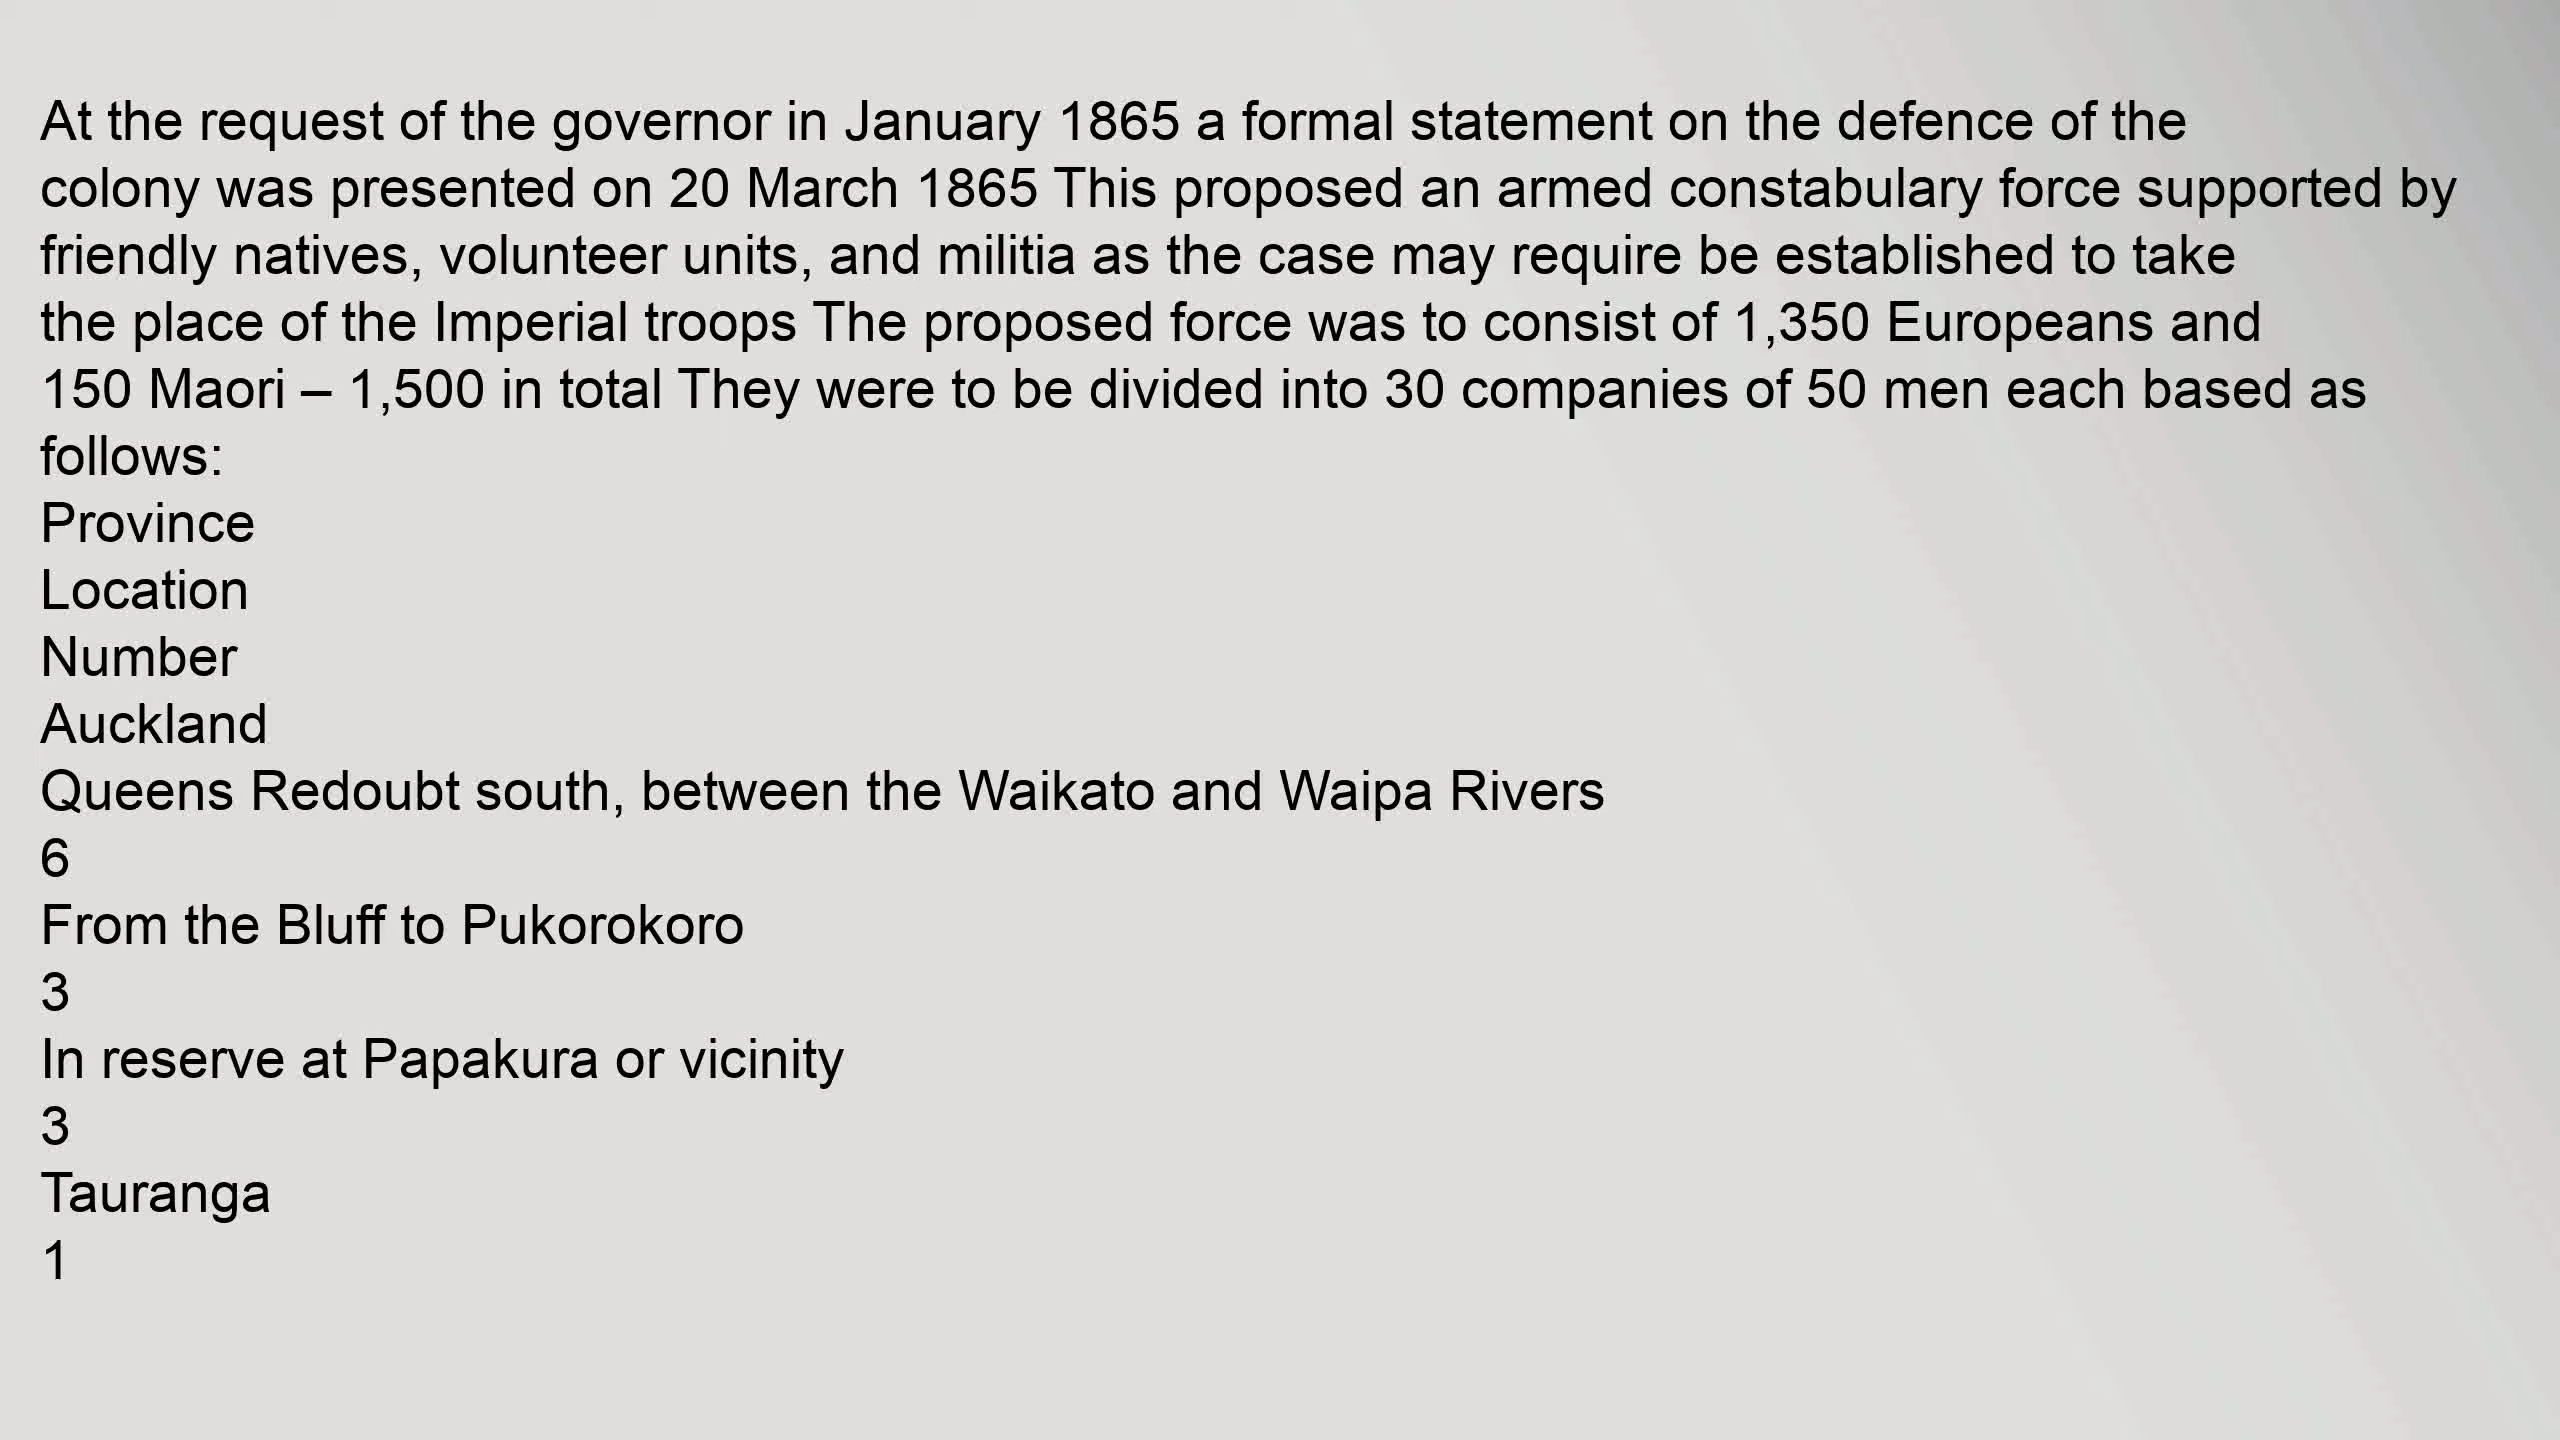 At the request of the governor in January 1865 a formal statement on the defence of the
colony was presented on 20 March 1865 This proposed an armed constabulary force supported by
friendly natives, volunteer units, and militia as the case may require be established to take
the place of the Imperial troops The proposed force was to consist of 1,350 Europeans and
150 Maori – 1,500 in total They were to be divided into 30 companies of 50 men each based as
follows:
Province
Location
Number
Auckland
Queens Redoubt south, between the Waikato and Waipa Rivers
6
From the Bluff to Pukorokoro
3
In reserve at Papakura or vicinity
3
Tauranga
1